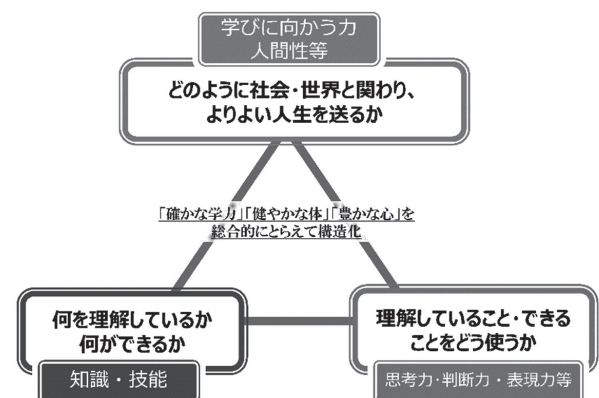 学びに向かう力
人間性等
どのように社会・世界と関わり、
よりよい人生を送るか
「確かな学力」「健やかな体」「豊かな心」を
総合的にとらえて構造化
何を理解しているか
何ができるか
知識・技能
理解していること・できる
ことをどう使うか
思考力・判断力・表現力等